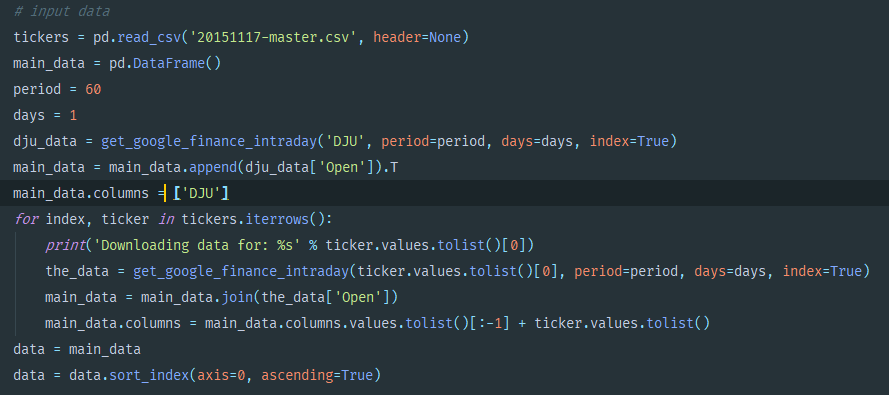 # input data
tickers = pd.read_csv('20151117-master.csv', header=None)
main_data = pd.DataFrame()
period = 60
days = 1
dju_data = get_google_finance_intraday('DJU', period=period, days=days, index=True)
main_data = main_data.append(dju_data['Open']).T
main_data.columns = ['DJU']
for index, ticker in tickers.iterrows():
    print('Downloading data for: %s' % ticker.values.tolist()[0])
    the_data = get_google_finance_intraday(ticker.values.tolist()[0], period=period, days=days, index=True)
    main_data = main_data.join(the_data['Open'])
    main_data.columns = main_data.columns.values.tolist()[:-1] + ticker.values.tolist()
data = main_data
data = data.sort_index(axis=0, ascending=True)